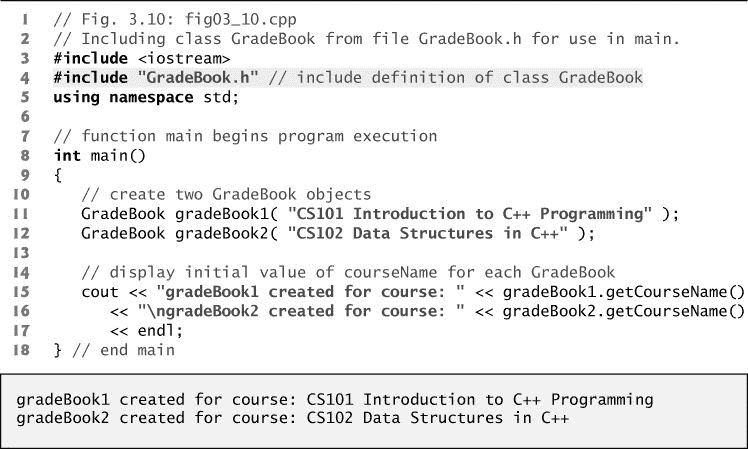 1 // Fig. 3.10: fig03_10.cpp
2 // Including class GradeBook from file GradeBook.h for use in main.
3 #include <iostream>
4 #include "GradeBook.h" // include definition of class GradeBook
5 using namespace std;
6
7 // function main begins program execution
8 int main()
9 {
10 // create two GradeBook objects
11 GradeBook gradeBook1( "CS101 Introduction to C++ Programming" );
12 GradeBook gradeBook2( "CS102 Data Structures in C++" );
13
14 // display initial value of courseName for each GradeBook
15 cout << "gradeBook1 created for course: " << gradeBook1.getCourseName()
16 << "\ngradeBook2 created for course: " << gradeBook2.getCourseName()
17 << endl;
18 } // end main
gradeBook1 created for course: CS101 Introduction to C++ Programming
gradeBook2 created for course: CS102 Data Structures in C++